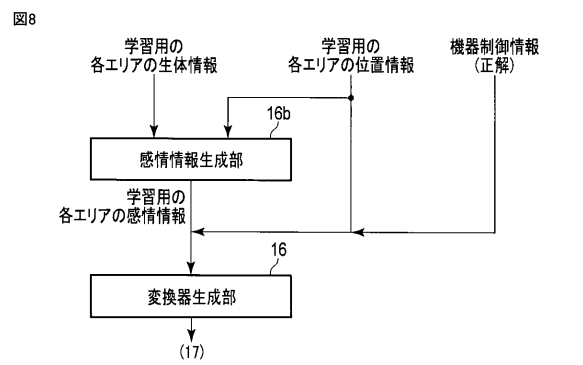 図8
学習用の
各エリアの生体情報
学習用の
各エリアの位置情報
機器制御情報
(正解)
16b
感情情報生成部
学習用の
各エリアの感情情報
16
変換器生成部
(17)